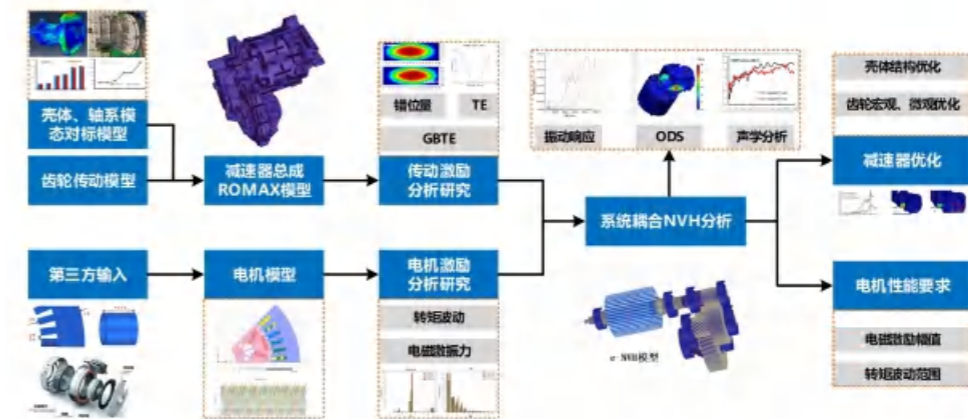 壳体、轴系模
态对标模型
齿轮传动模型
减速器总成
ROMAX模型
错位量
TE
GBTE
传动激励
分析研究
振动响应
ODS
声学分析
系统耦合NVH分析
壳体结构优化
齿轮宏观、微观优化
减速器优化
第三方输入
电机模型
电机激励
分析研究
转矩波动
电磁激振力
e-NVH模型
电机性能要求
电磁激励幅值
转矩波动范围